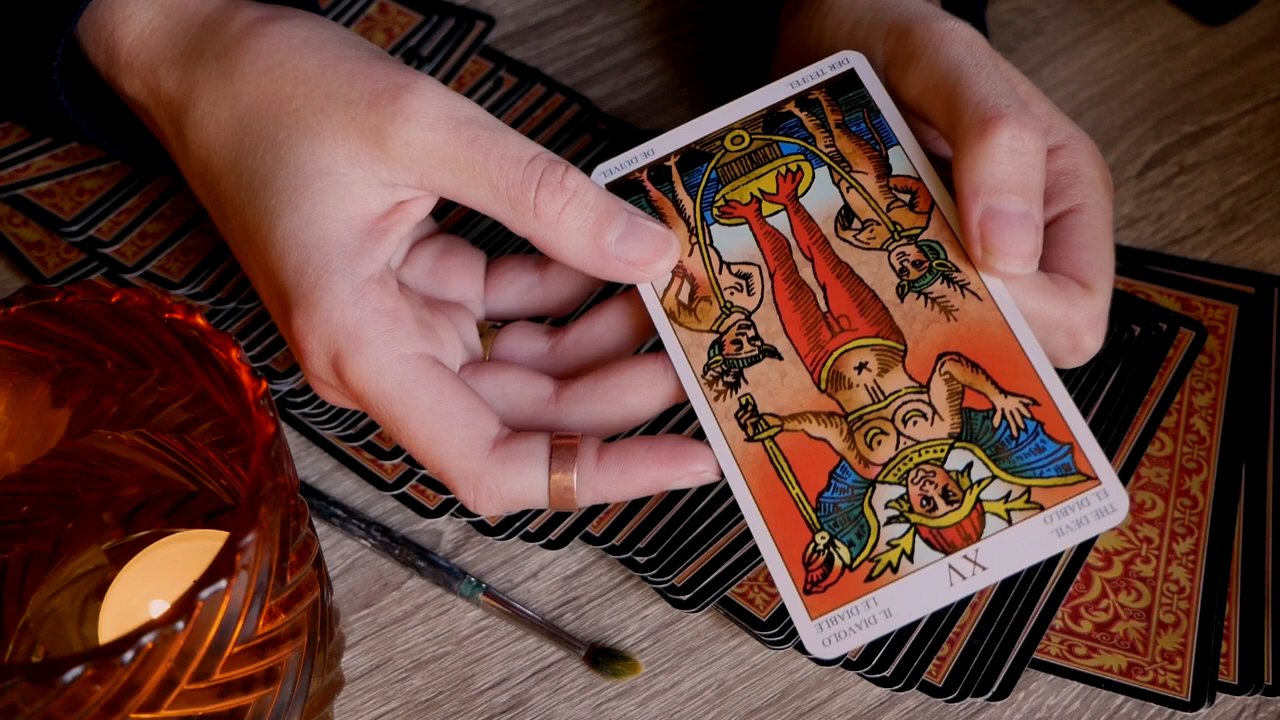 XV
THE DEVIL
EL DIABLO
IL DIAVOLO
LE DIABLE
DER TEUFEL
DE DUIVEL